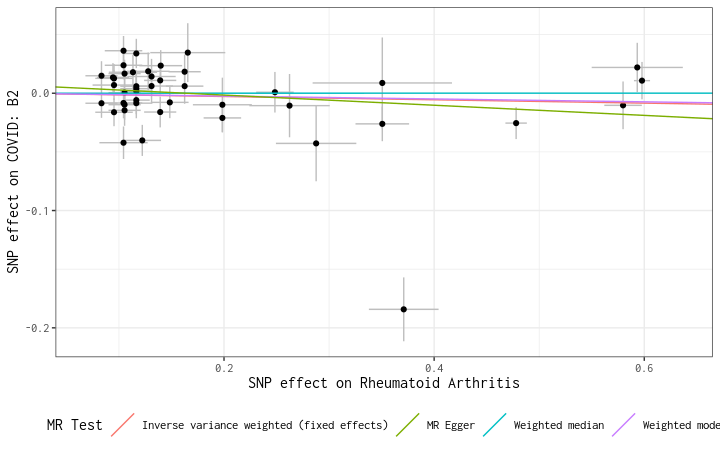 SNP effect on COVID: B2
0.0
-0.1
-0.2
0.2
0.4
0.6
SNP effect on Rheumatoid Arthritis
MR Test
Inverse variance weighted (fixed effects)
MR Egger
Weighted median
Weighted mode